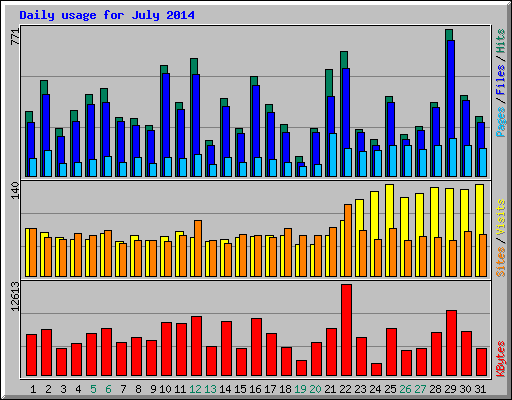 Daily usage for July 2014
771
Pages / Files / Hits
140
Sites / Visits
12613
KBytes
1 2 3 4 5 6 7 8 9 10 11 12 13 14 15 16 17 18 19 20 21 22 23 24 25 26 27 28 29 30 31